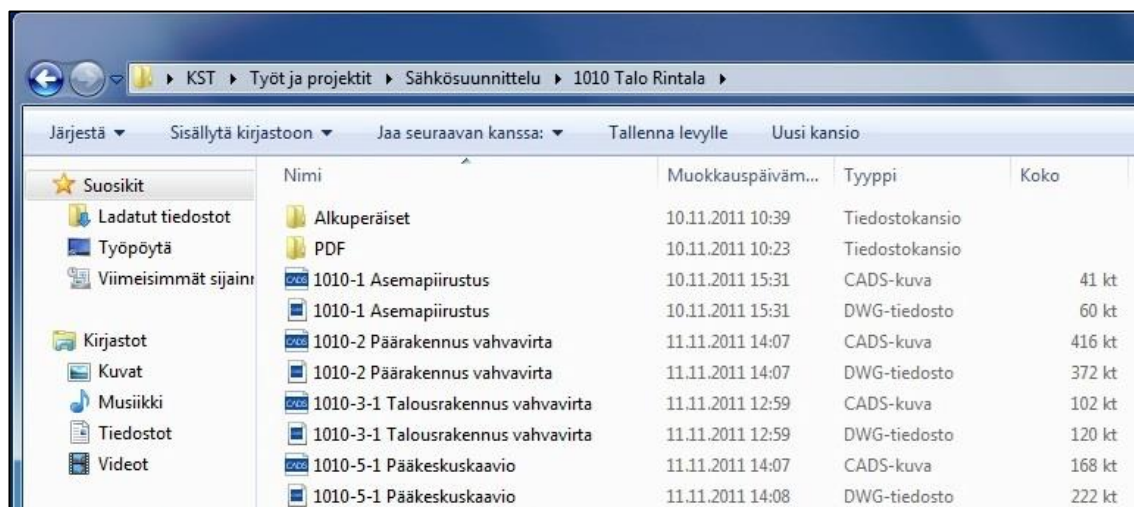 KST ▸ Työt ja projektit ▸ Sähkösuunnittelu ▸ 1010 Talo Rintala ▸
Järjestä Sisällytä kirjastoon Jaa seuraavan kanssa: Tallenna levylle Uusi kansio
Suosikit
Ladatut tiedostot
Työpöytä
Viimeisimmät sijainn
Kirjastot
Kuvat
Musiikki
Tiedostot
Videot
Nimi Muokkauspäiväm... Tyyppi Koko
Alkuperäiset 10.11.2011 10:39 Tiedostokansio
PDF 10.11.2011 10:23 Tiedostokansio
1010-1 Asemapiirustus 10.11.2011 15:31 CADS-kuva 41 kt
1010-1 Asemapiirustus 10.11.2011 15:31 DWG-tiedosto 60 kt
1010-2 Päärakennus vahvavirta 11.11.2011 14:07 CADS-kuva 416 kt
1010-2 Päärakennus vahvavirta 11.11.2011 14:07 DWG-tiedosto 372 kt
1010-3-1 Talousrakennus vahvavirta 11.11.2011 12:59 CADS-kuva 102 kt
1010-3-1 Talousrakennus vahvavirta 11.11.2011 12:59 DWG-tiedosto 120 kt
1010-5-1 Pääkeskuskaavio 11.11.2011 14:07 CADS-kuva 168 kt
1010-5-1 Pääkeskuskaavio 11.11.2011 14:08 DWG-tiedosto 222 kt